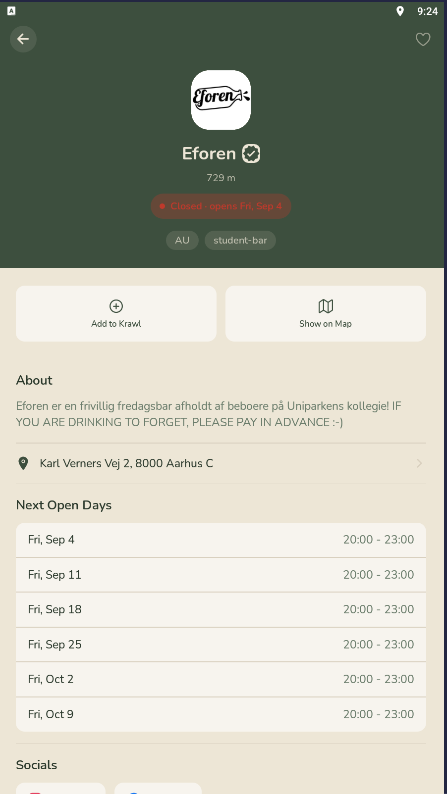 A
9:24
Eforen
Eforen
729 m
Closed · opens Fri, Sep 4
AU
student-bar
Add to Krawl
Show on Map
About
Eforen er en frivillig fredagsbar afholdt af beboere på Uniparkens kollegie! IF
YOU ARE DRINKING TO FORGET, PLEASE PAY IN ADVANCE :-)
Karl Verners Vej 2, 8000 Aarhus C
Next Open Days
Fri, Sep 4 20:00 - 23:00
Fri, Sep 11 20:00 - 23:00
Fri, Sep 18 20:00 - 23:00
Fri, Sep 25 20:00 - 23:00
Fri, Oct 2 20:00 - 23:00
Fri, Oct 9 20:00 - 23:00
Socials